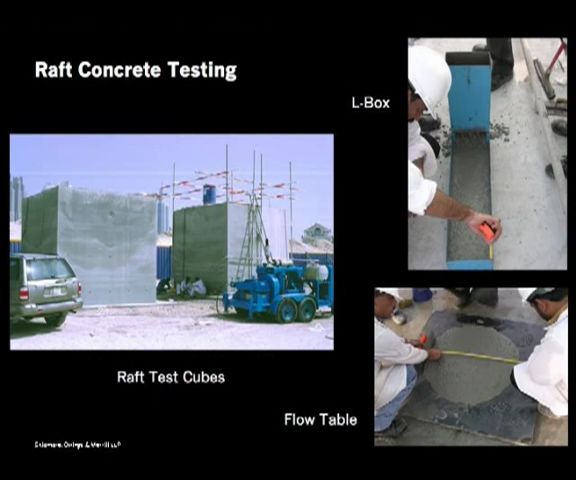 Raft Concrete Testing
L-Box
Raft Test Cubes
Flow Table
Skidmore, Owings & Merrill LLP